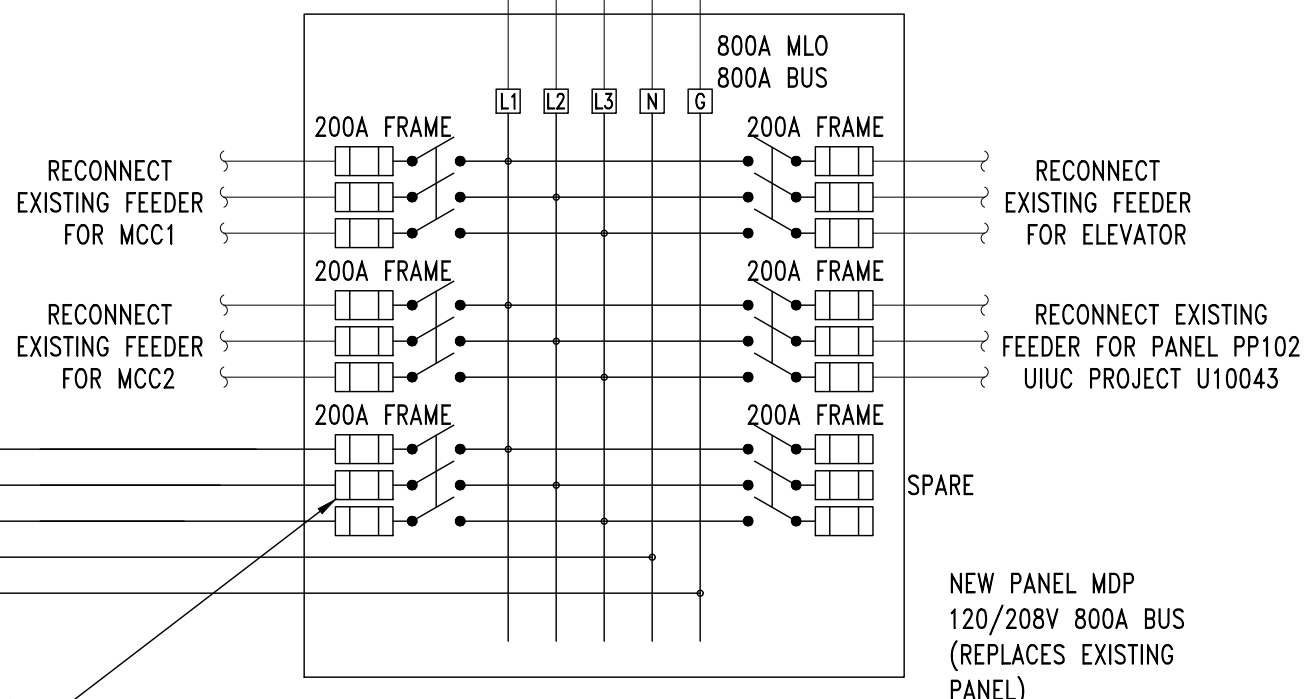 800A MLO
800A BUS
L1 L2 L3 N G
200A FRAME
200A FRAME
RECONNECT
EXISTING FEEDER
FOR MCC1
RECONNECT
EXISTING FEEDER
FOR ELEVATOR
200A FRAME
200A FRAME
RECONNECT
EXISTING FEEDER
FOR MCC2
RECONNECT EXISTING
FEEDER FOR PANEL PP102
UIUC PROJECT U10043
200A FRAME
200A FRAME
SPARE
NEW PANEL MDP
120/208V 800A BUS
(REPLACES EXISTING
PANEL)